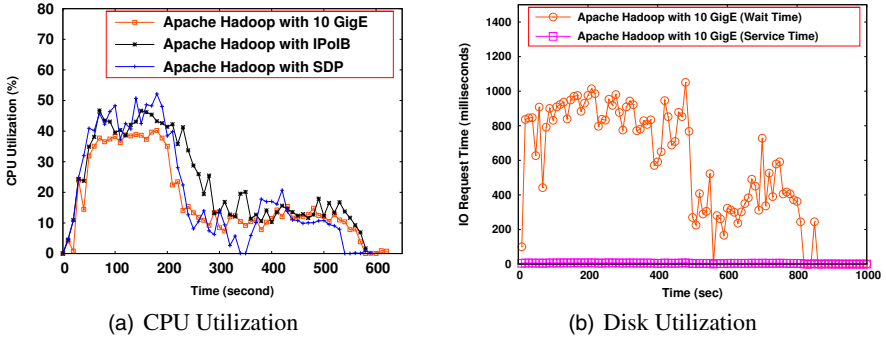 Apache Hadoop with 10 GigE
Apache Hadoop with IPoIB
Apache Hadoop with SDP
CPU Utilization (%)
80
70
60
50
40
30
20
10
0
0 100 200 300 400 500 600
Time (second)
(a) CPU Utilization
Apache Hadoop with 10 GigE (Wait Time)
Apache Hadoop with 10 GigE (Service Time)
IO Request Time (milliseconds)
1400
1200
1000
800
600
400
200
0
0 200 400 600 800 1000
Time (sec)
(b) Disk Utilization